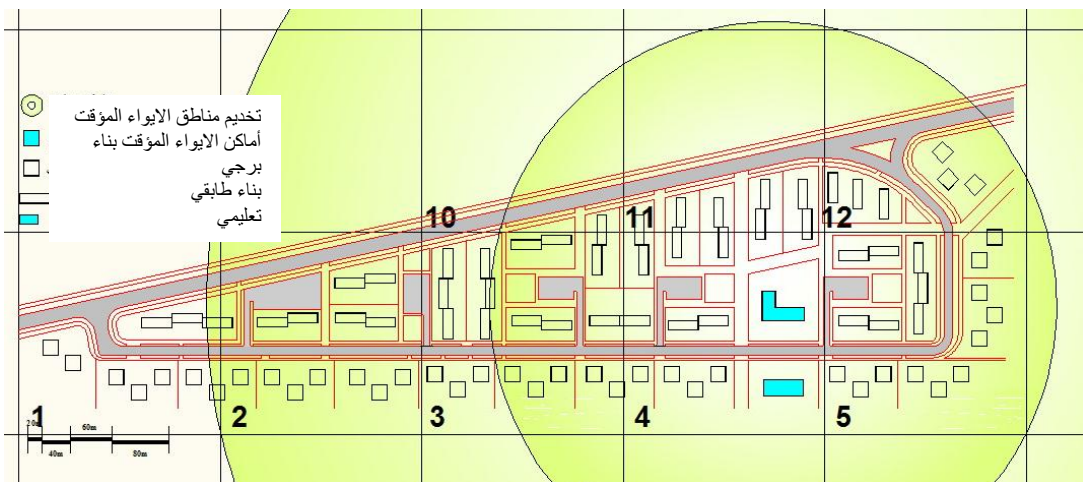 تخديم مناطق الايواء المؤقت
أماكن الايواء المؤقت بناء
برجي
بناء طابقي
تعليمي
10
11
12
1
2
3
4
5
20m
60m
40m
80m